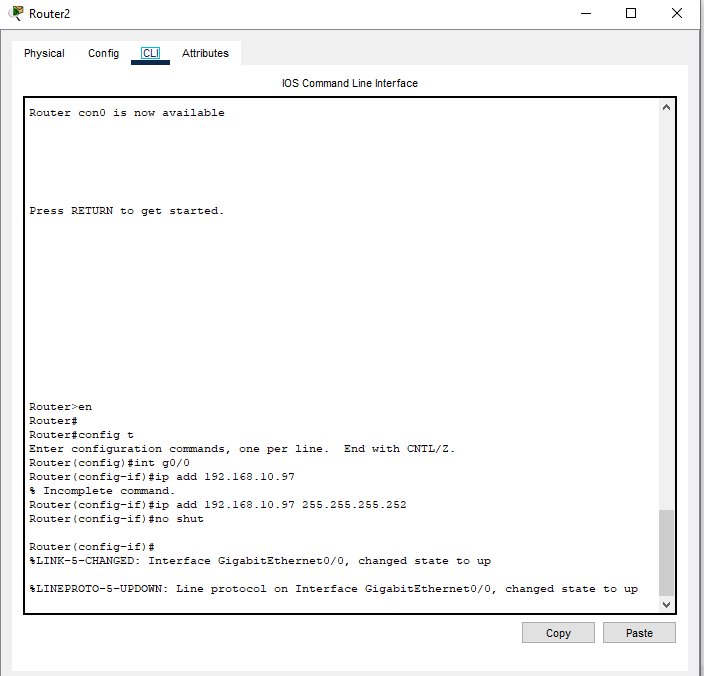 Router2
Physical Config CLI Attributes
IOS Command Line Interface
Router con0 is now available
Press RETURN to get started.
Router>en
Router#
Router#config t
Enter configuration commands, one per line.  End with CNTL/Z.
Router(config)#int g0/0
Router(config-if)#ip add 192.168.10.97
% Incomplete command.
Router(config-if)#ip add 192.168.10.97 255.255.255.252
Router(config-if)#no shut
Router(config-if)#
%LINK-5-CHANGED: Interface GigabitEthernet0/0, changed state to up
%LINEPROTO-5-UPDOWN: Line protocol on Interface GigabitEthernet0/0, changed state to up
Copy Paste